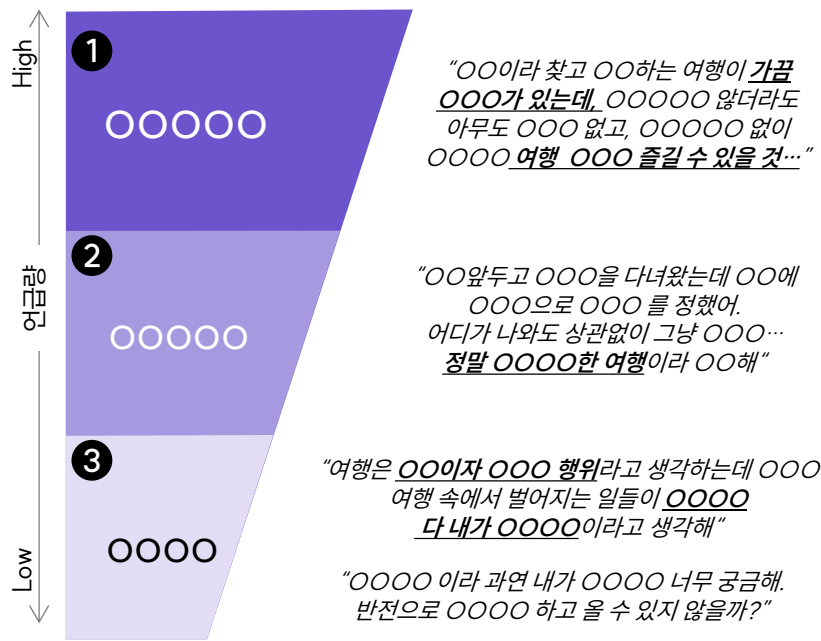 High
언급량
Low
1
OOOOO
"OO이라 찾고 OO하는 여행이 가끔
OOO가 있는데, OOOOO 않더라도
아무도 OOO 없고, OOOOO 없이
OOOO 여행 OOO 즐길 수 있을 것…"
2
OOOOO
"OO앞두고 OOO을 다녀왔는데 OO에
OOO으로 OOO 를 정했어.
어디가 나와도 상관없이 그냥 OOO…
정말 OOOO한 여행이라 OO해"
3
OOOO
"여행은 OO이자 OOO 행위라고 생각하는데 OOO
여행 속에서 벌어지는 일들이 OOOO
다 내가 OOOO이라고 생각해"
"OOOO 이라 과연 내가 OOOO 너무 궁금해.
반전으로 OOOO 하고 올 수 있지 않을까?"